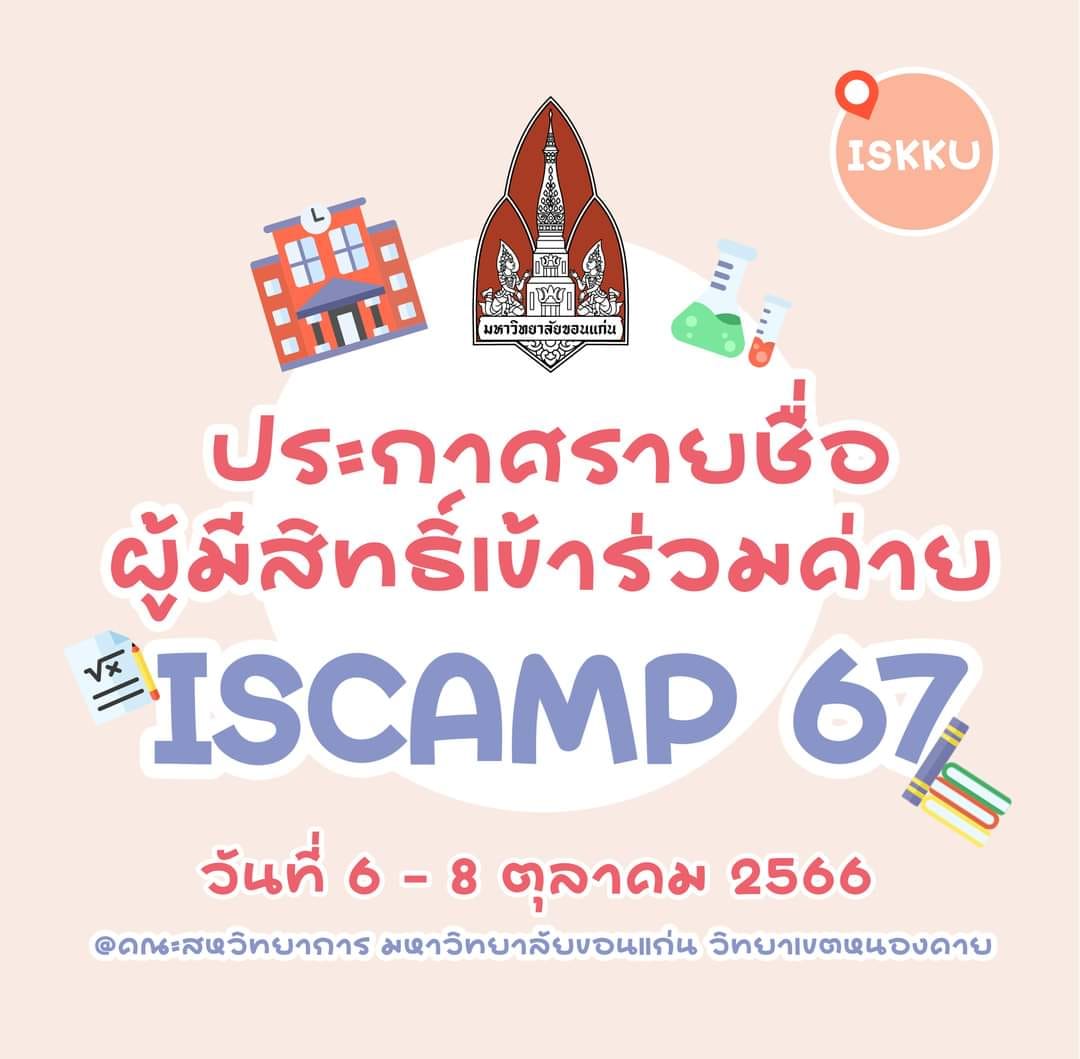 ISKKU
มหาวิทยาลัยขอนแก่น
ประกาศรายชื่อ
ผู้มีสิทธิ์เข้าร่วมค่าย
√x
ISCAMP 67
วันที่ 6 - 8 ตุลาคม 2566
@คณะสหวิทยาการ มหาวิทยาลัยขอนแก่น วิทยาเขตหนองคาย